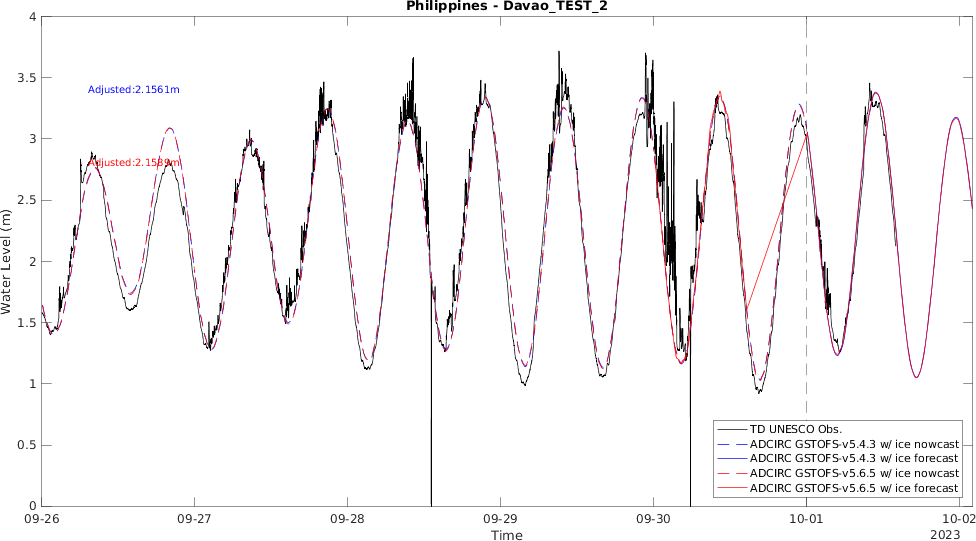 Philippines - Davao_TEST_2
Water Level (m)
4
3.5
3
2.5
2
1.5
1
0.5
0
Adjusted:2.1561m
Adjusted:2.1589m
TD UNESCO Obs.
ADCIRC GSTOFS-v5.4.3 w/ ice nowcast
ADCIRC GSTOFS-v5.4.3 w/ ice forecast
ADCIRC GSTOFS-v5.6.5 w/ ice nowcast
ADCIRC GSTOFS-v5.6.5 w/ ice forecast
09-26 09-27 09-28 09-29 09-30 10-01 10-02
Time
2023